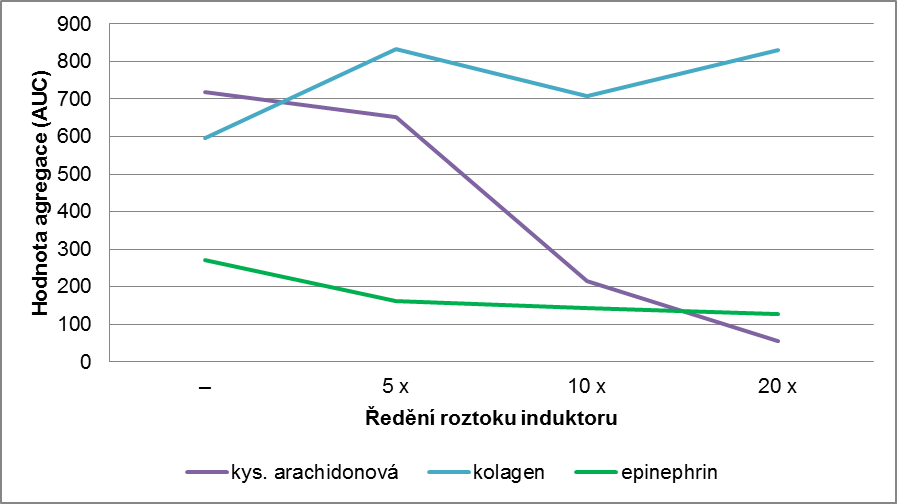 Hodnota agregace (AUC)
900
800
700
600
500
400
300
200
100
0
– 5 x 10 x 20 x
Ředění roztoku induktoru
kys. arachidonová kolagen epinephrin